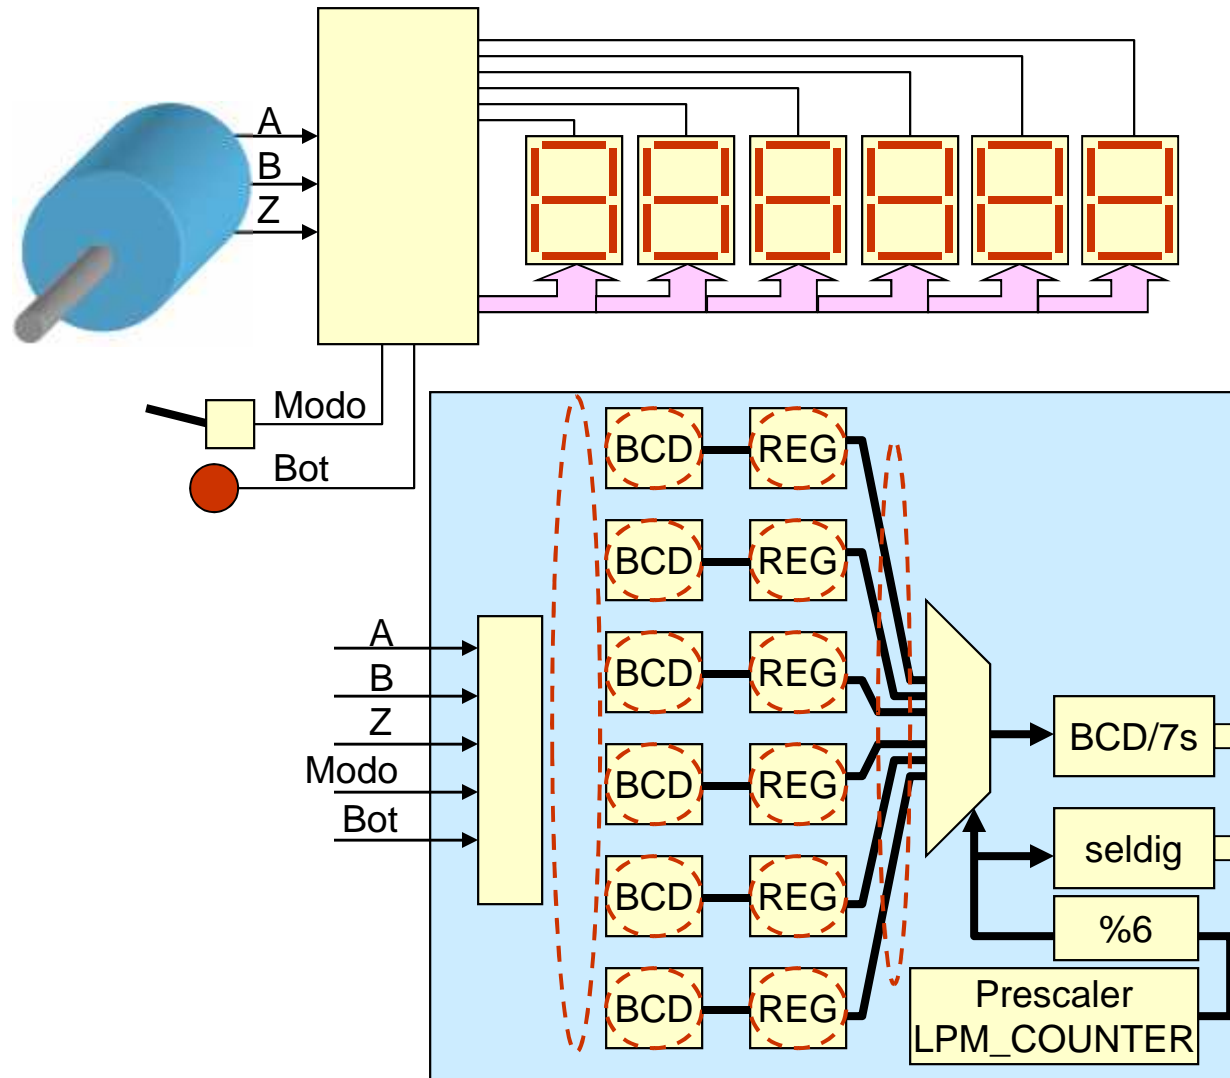 A
B
Z
Modo
Bot
BCD REG
BCD REG
BCD REG
BCD REG
BCD REG
BCD REG
A
B
Z
Modo
Bot
BCD/7s
seldig
%6
Prescaler
LPM_COUNTER